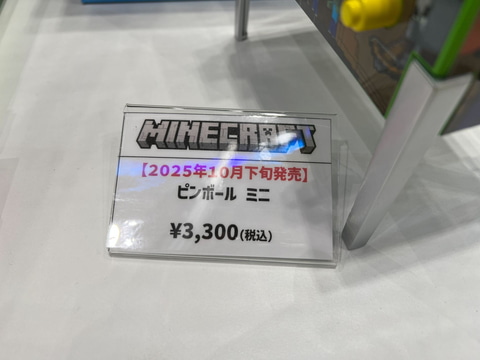 MINECRAFT
【2025年10月下旬発売】
ピンボール ミニ
¥3,300(税込)